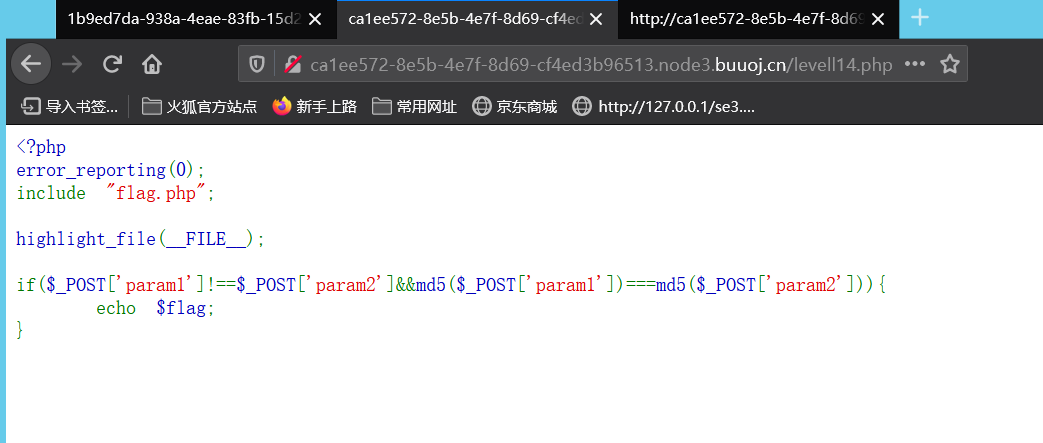 1b9ed7da-938a-4eae-83fb-15d2
ca1ee572-8e5b-4e7f-8d69-cf4ed
http://ca1ee572-8e5b-4e7f-8d69
ca1ee572-8e5b-4e7f-8d69-cf4ed3b96513.node3.buuoj.cn/levell14.php
导入书签... 火狐官方站点 新手上路 常用网址 京东商城 http://127.0.0.1/se3....
<?php
error_reporting(0);
include "flag.php";
highlight_file(__FILE__);
if($_POST['param1']!==$_POST['param2']&&md5($_POST['param1'])===md5($_POST['param2'])){
echo $flag;
}